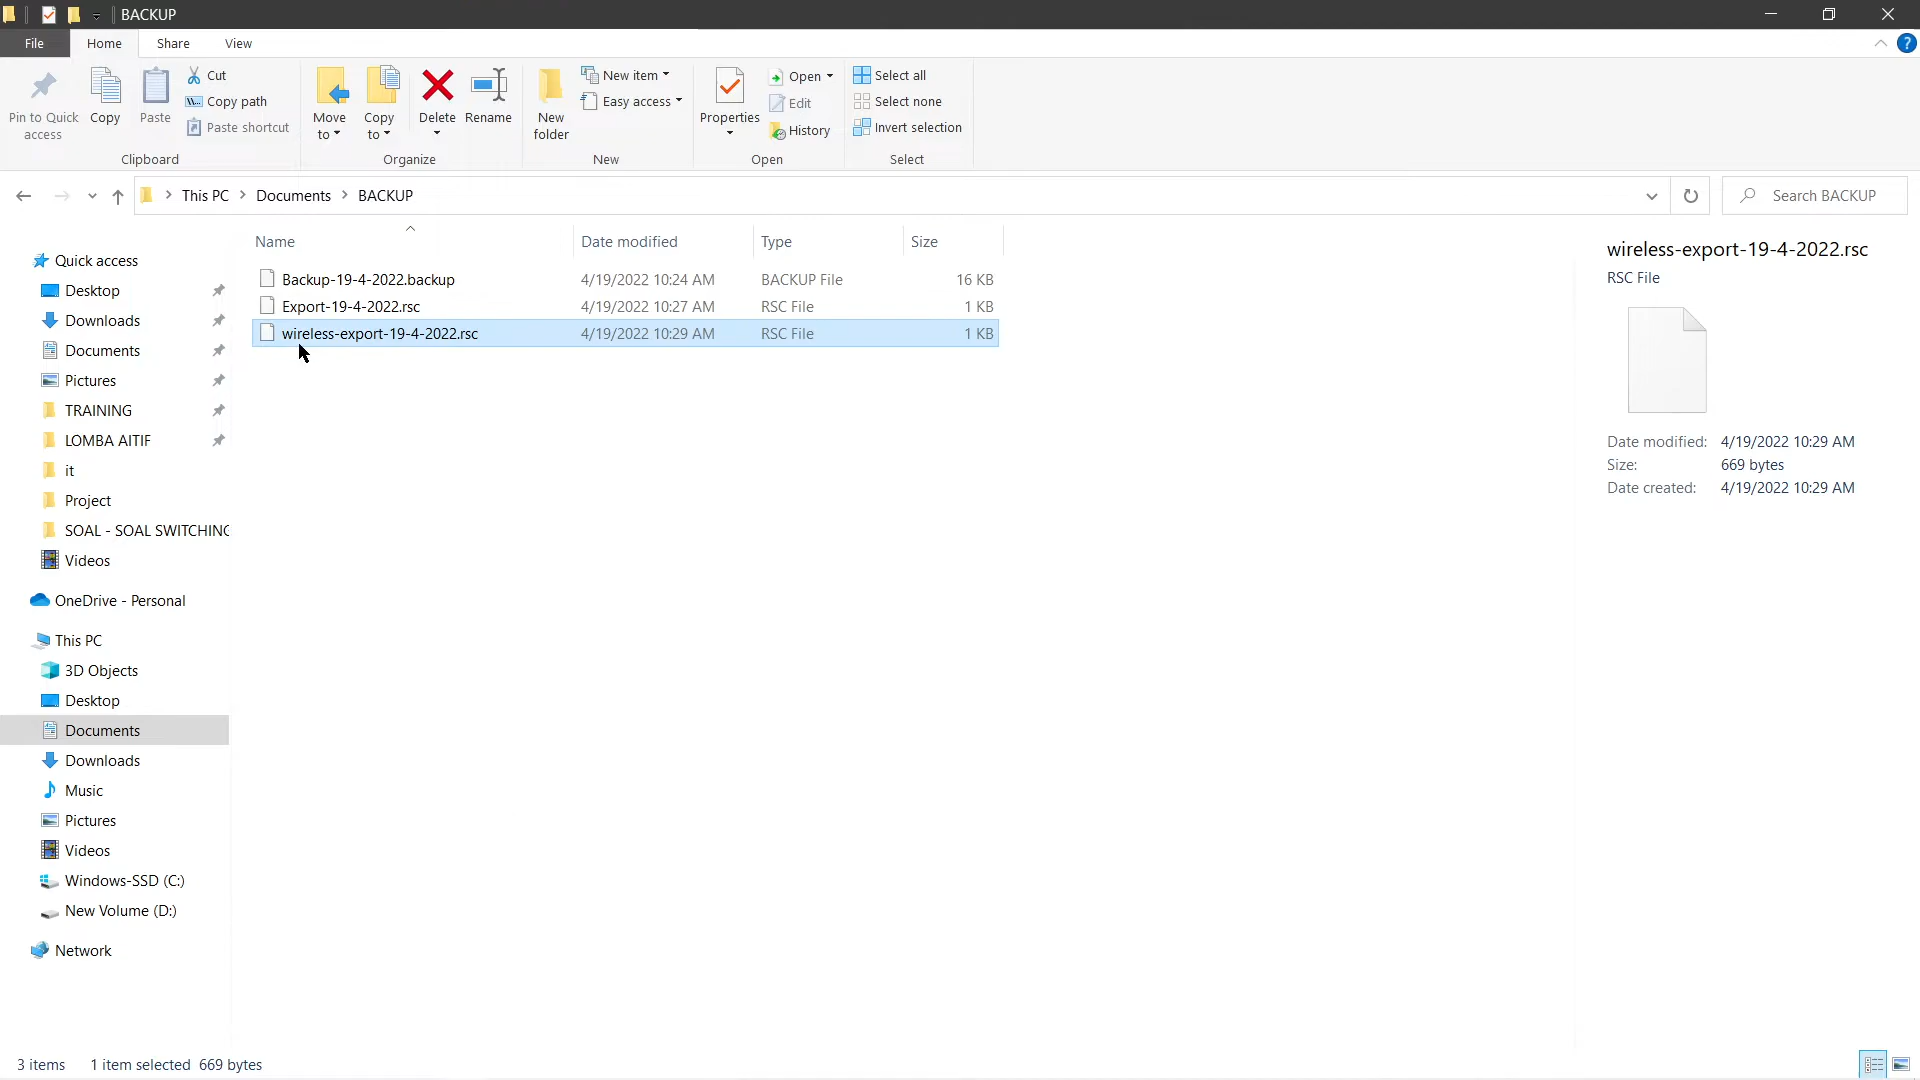 BACKUP
File Home Share View
Pin to Quick access
Copy
Paste
Cut
Copy path
Paste shortcut
Clipboard
Move to
Copy to
Delete
Rename
Organize
New folder
New item
Easy access
New
Properties
Open
Edit
History
Open
Select all
Select none
Invert selection
Select
This PC Documents BACKUP
Search BACKUP
Quick access
Desktop
Downloads
Documents
Pictures
TRAINING
LOMBA AITIF
it
Project
SOAL - SOAL SWITCHING
Videos
OneDrive - Personal
This PC
3D Objects
Desktop
Documents
Downloads
Music
Pictures
Videos
Windows-SSD (C:)
New Volume (D:)
Network
Name Date modified Type Size
Backup-19-4-2022.backup 4/19/2022 10:24 AM BACKUP File 16 KB
Export-19-4-2022.rsc 4/19/2022 10:27 AM RSC File 1 KB
wireless-export-19-4-2022.rsc 4/19/2022 10:29 AM RSC File 1 KB
wireless-export-19-4-2022.rsc
RSC File
Date modified: 4/19/2022 10:29 AM
Size: 669 bytes
Date created: 4/19/2022 10:29 AM
3 items 1 item selected 669 bytes